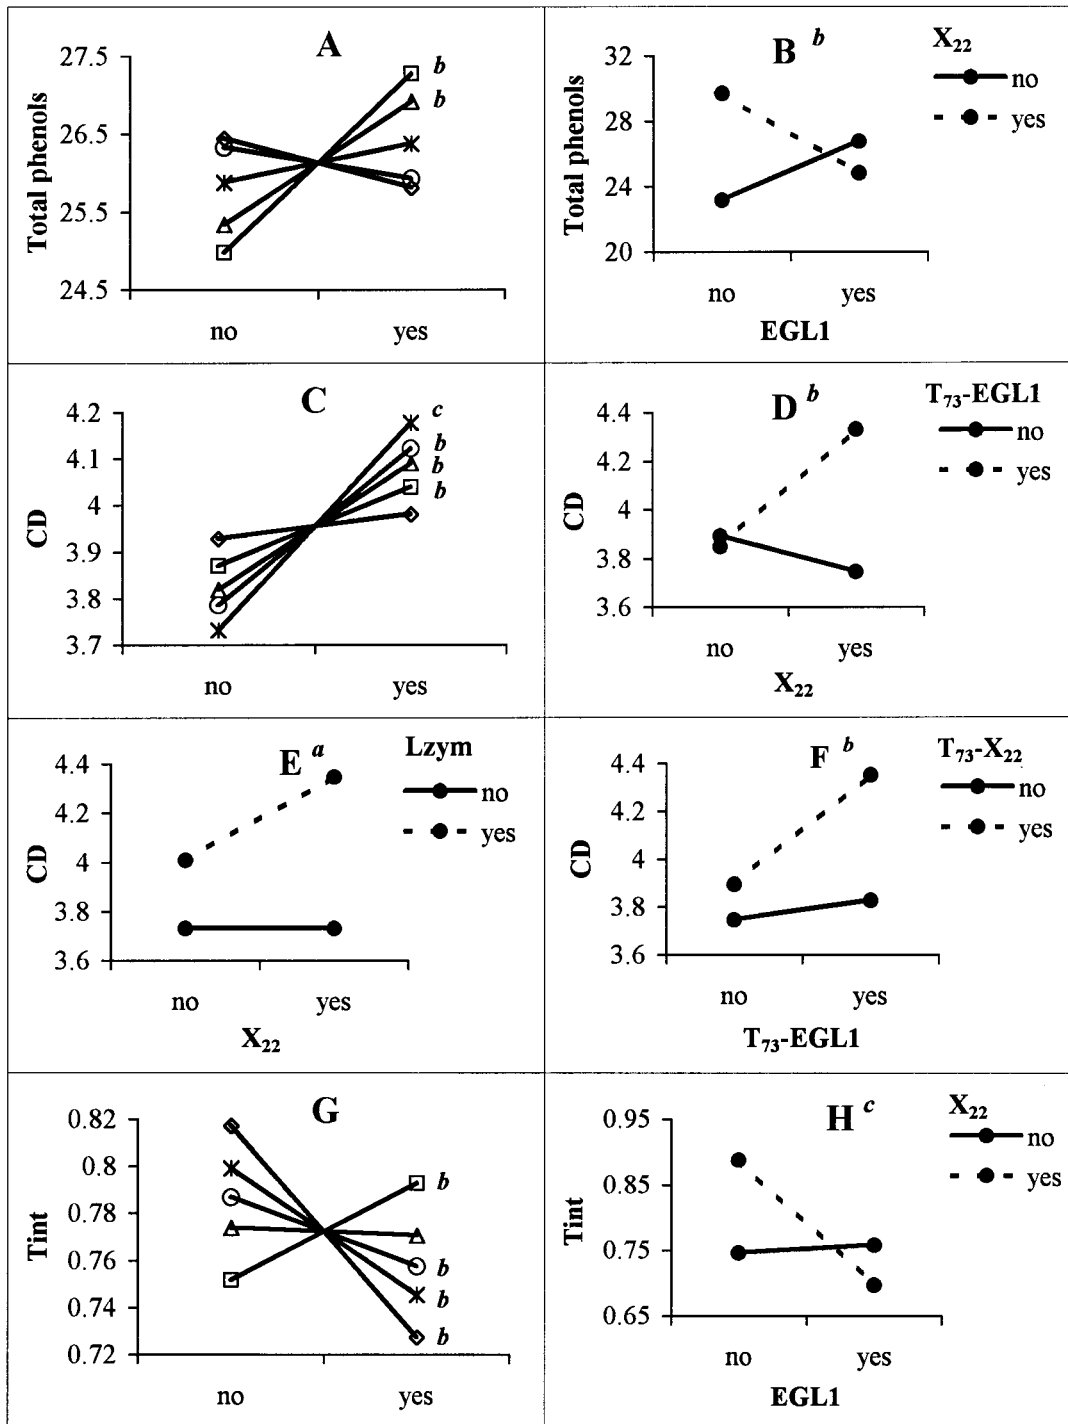 A
Total phenols
27.5
26.5
25.5
24.5
b
b
no yes
B b
Total phenols
32
28
24
20
X22
no
yes
no yes
EGL1
C
CD
4.2
4.1
4
3.9
3.8
3.7
c
b
b
b
no yes
D b
CD
4.4
4.2
4
3.8
3.6
T73-EGL1
no
yes
no yes
X22
E a
CD
4.4
4.2
4
3.8
3.6
Lzym
no
yes
no yes
X22
F b
CD
4.4
4.2
4
3.8
3.6
T73-X22
no
yes
no yes
T73-EGL1
G
Tint
0.82
0.8
0.78
0.76
0.74
0.72
b
b
b
b
no yes
H c
Tint
0.95
0.85
0.75
0.65
X22
no
yes
no yes
EGL1